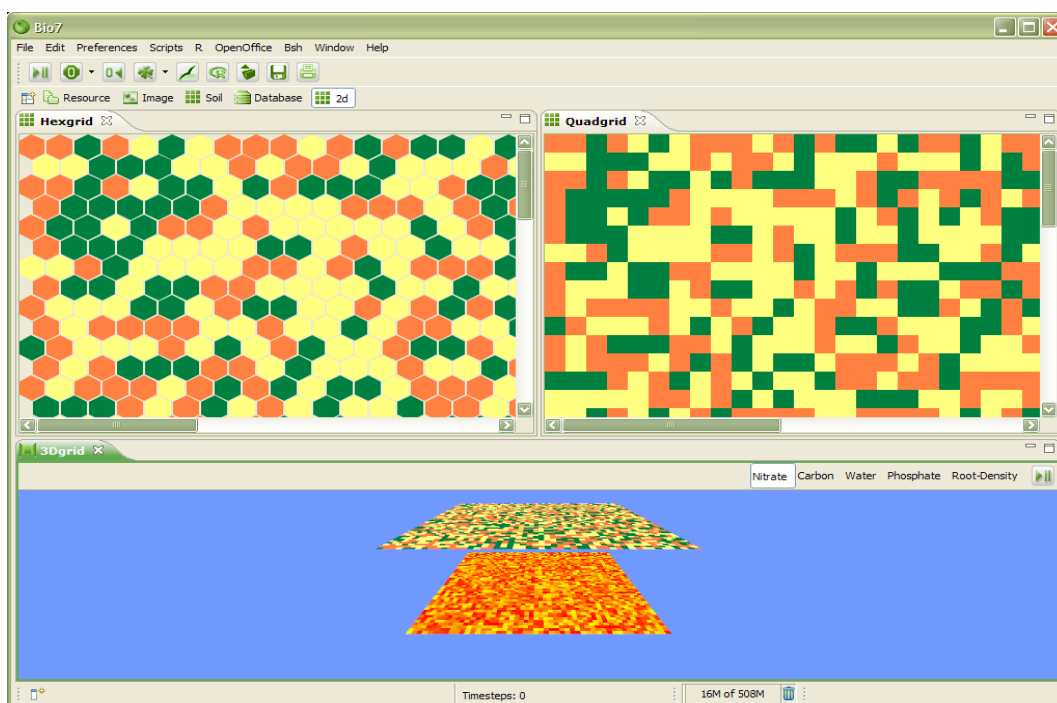 Bio7
File Edit Preferences Scripts R OpenOffice Bsh Window Help
Resource Image Soil Database 2d
Hexgrid
Quadgrid
3Dgrid
Nitrate Carbon Water Phosphate Root-Density
Timesteps: 0
16M of 508M